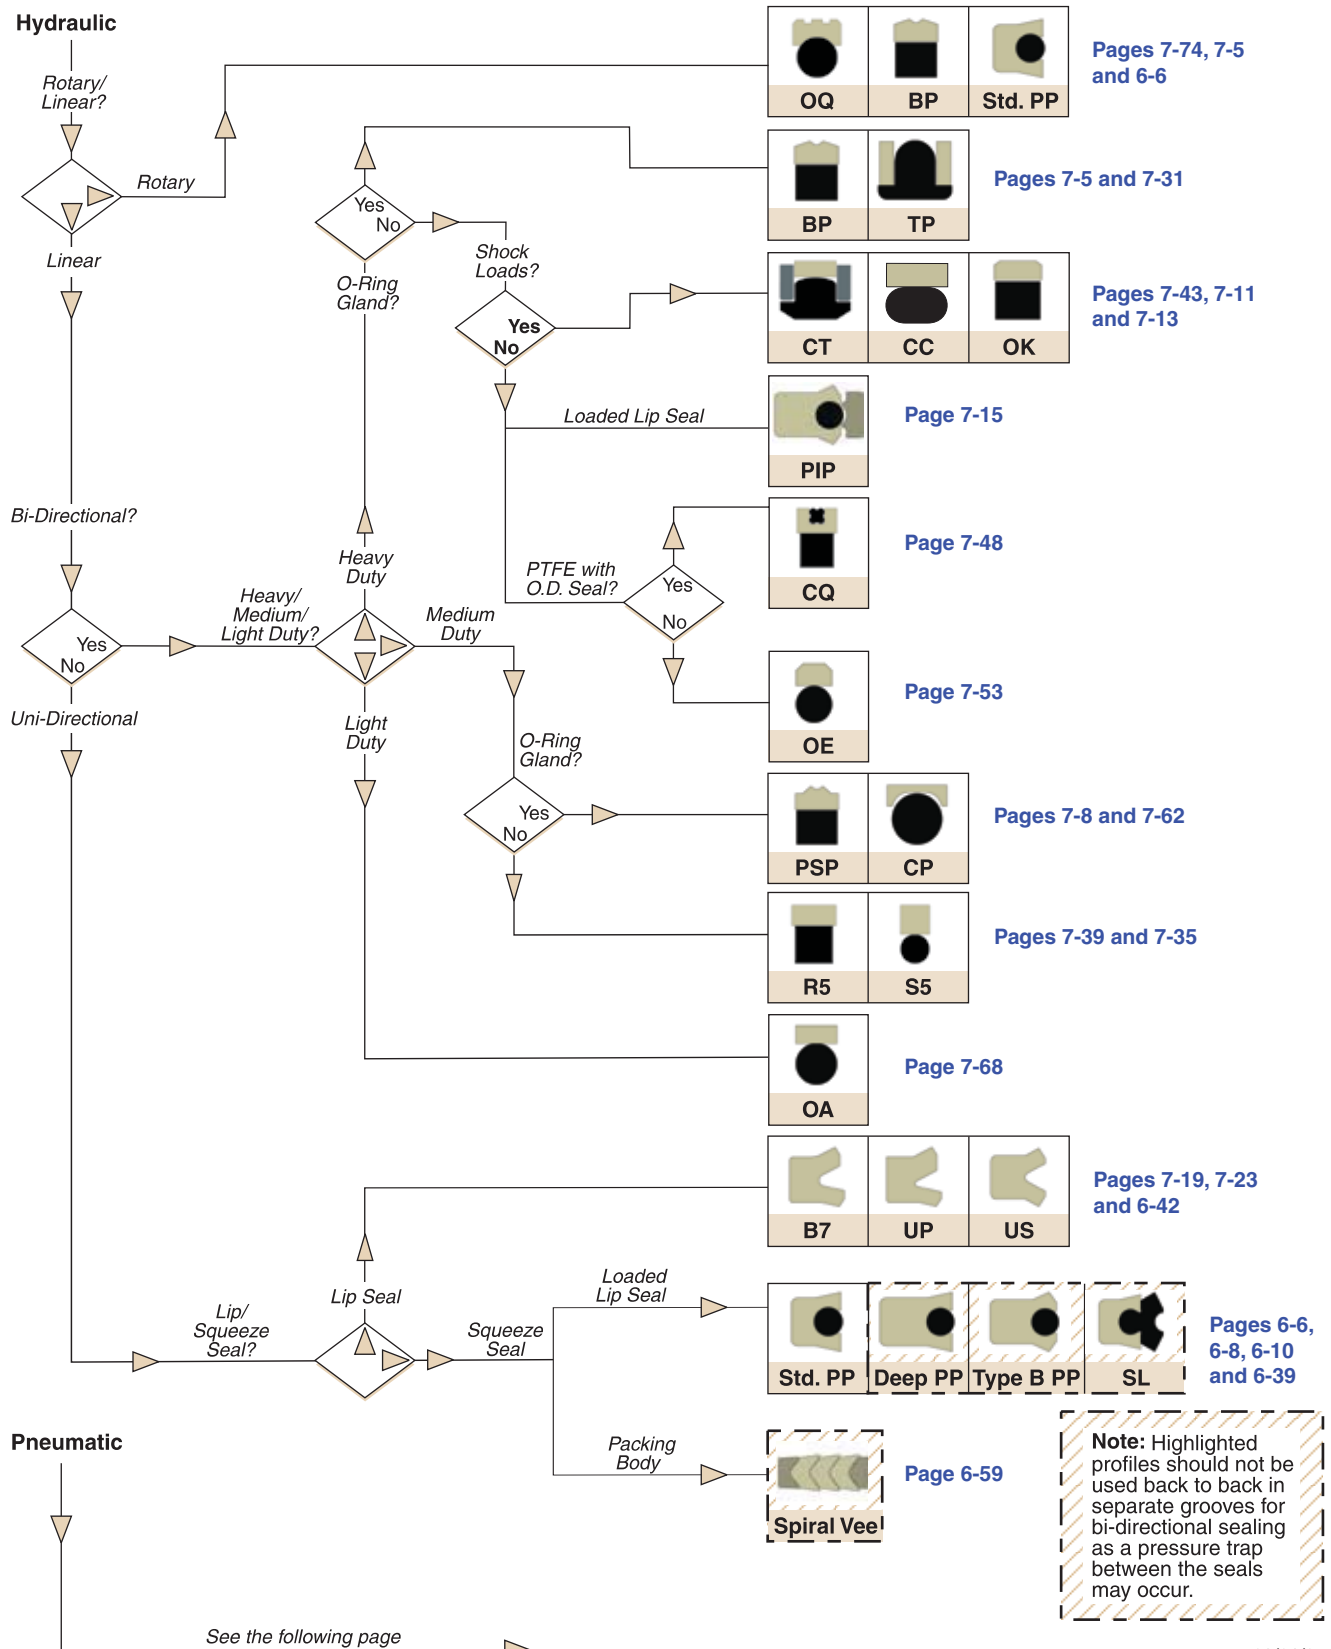 Hydraulic
Rotary/
Linear?
Rotary
Linear
OQ
BP
Std. PP
Pages 7-74, 7-5
and 6-6
Yes
No
O-Ring
Gland?
BP
TP
Pages 7-5 and 7-31
Shock
Loads?
Yes
No
CT
CC
OK
Pages 7-43, 7-11
and 7-13
Loaded Lip Seal
PIP
Page 7-15
Bi-Directional?
Yes
No
Uni-Directional
Heavy/
Medium/
Light Duty?
Heavy
Duty
Medium
Duty
Light
Duty
PTFE with
O.D. Seal?
Yes
No
CQ
Page 7-48
OE
Page 7-53
O-Ring
Gland?
Yes
No
PSP
CP
Pages 7-8 and 7-62
R5
S5
Pages 7-39 and 7-35
OA
Page 7-68
B7
UP
US
Pages 7-19, 7-23
and 6-42
Lip/
Squeeze
Seal?
Lip Seal
Squeeze
Seal
Loaded
Lip Seal
Std. PP
Deep PP
Type B PP
SL
Pages 6-6,
6-8, 6-10
and 6-39
Packing
Body
Spiral Vee
Page 6-59
Note: Highlighted
profiles should not be
used back to back in
separate grooves for
bi-directional sealing
as a pressure trap
between the seals
may occur.
Pneumatic
See the following page